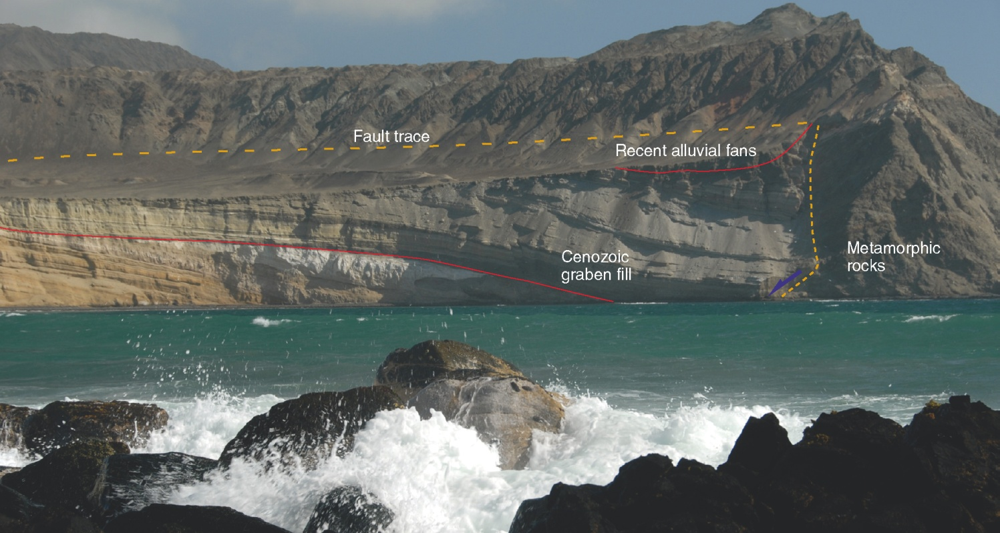 Fault trace
Recent alluvial fans
Cenozoic
graben fill
Metamorphic
rocks